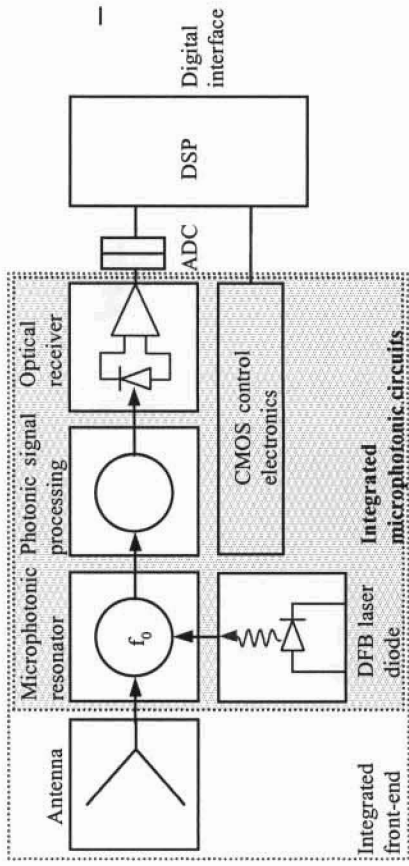 Antenna
Microphotonic
resonator
Photonic signal
processing
Optical
receiver
f₀
ADC
DSP
Digital
interface
DFB laser
diode
CMOS control
electronics
Integrated
microphotonic circuits
Integrated
front-end